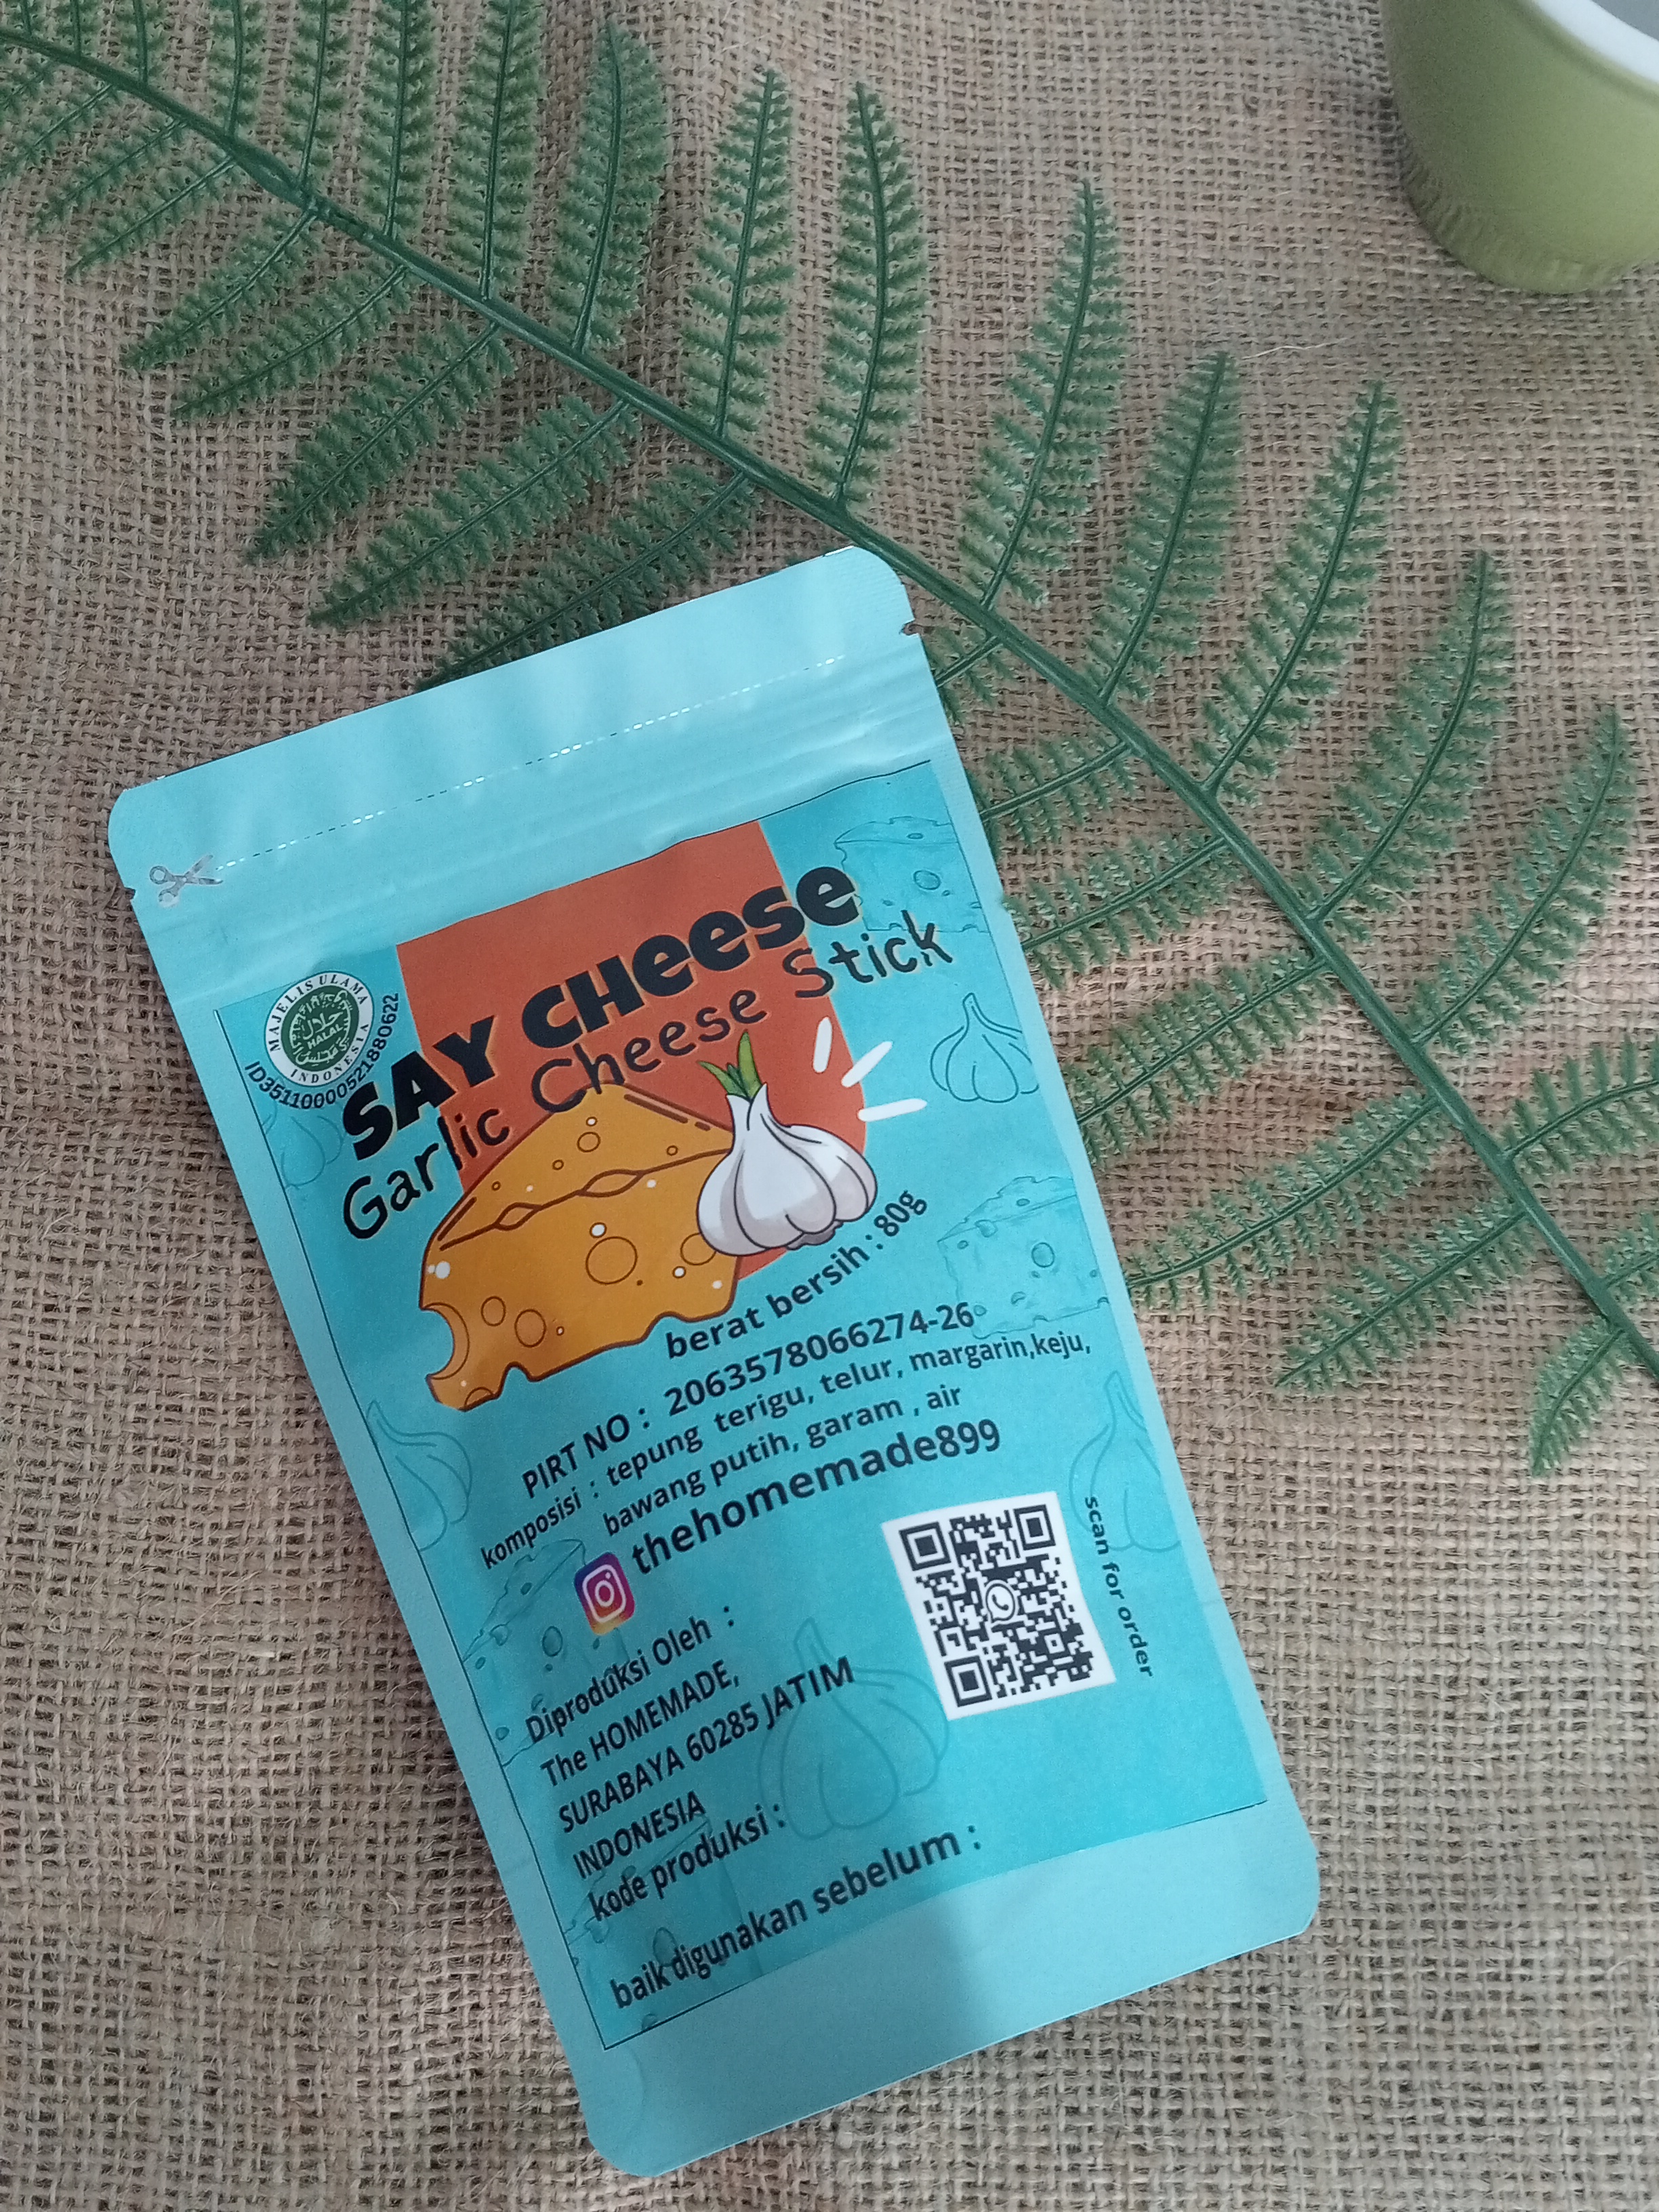 SAY CHEESE
Garlic Cheese Stick
MAJELIS ULAMA
حلال
HALAL
INDONESIA
ID35110000521880622
berat bersih : 80g
PIRT NO : 2063578066274-26
komposisi : tepung terigu, telur, margarin,keju,
bawang putih, garam , air
thehomemade899
scan for order
Diproduksi Oleh :
The HOMEMADE,
SURABAYA 60285 JATIM
INDONESIA
kode produksi :
baik digunakan sebelum :